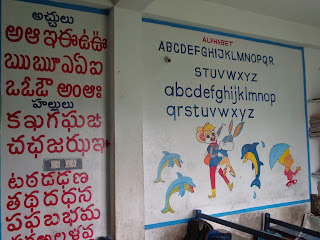 అచ్చులు
అ ఆ ఇ ఈ ఉ ఊ
ఋ ౠ ఎ ఏ ఐ
ఒ ఓ ఔ అం అః
హల్లులు
క ఖ గ ఘ ఙ
చ ఛ జ ఝ ఞ
ట ఠ డ ఢ ణ
త థ ద ధ న
ప ఫ బ భ మ
ALPHABET
ABCDEFGHIJKLMNOPQR
STUVWXYZ
abcdefghijklmnop
qrstuvwxyz